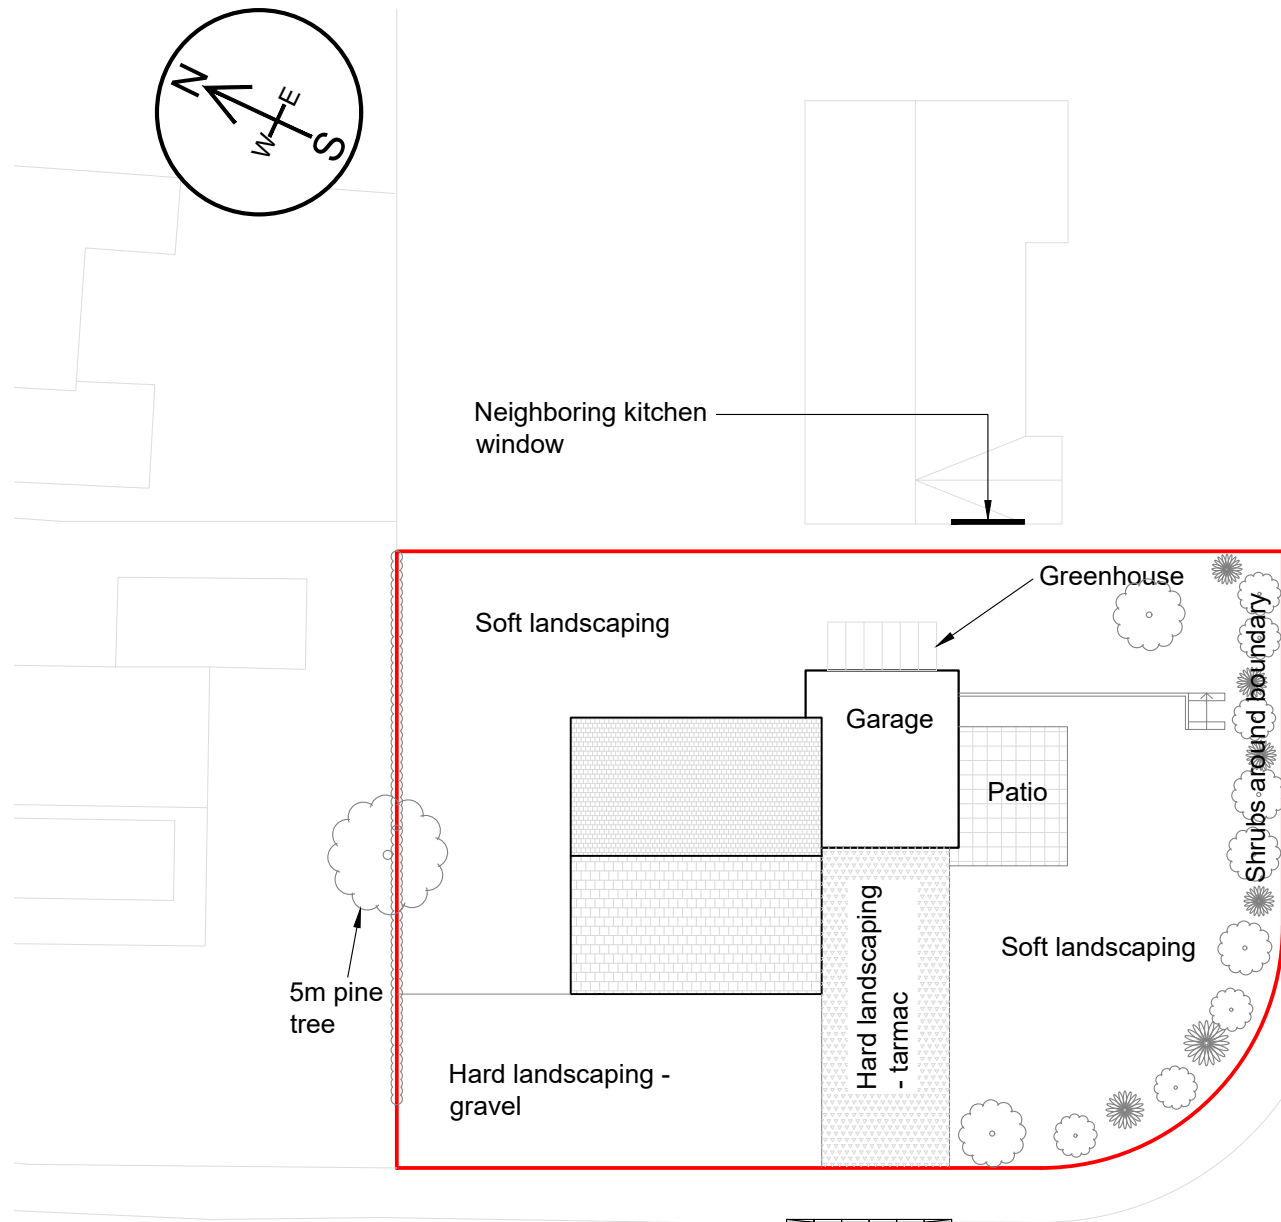 N
E
W
S
Neighboring kitchen
window
Greenhouse
Soft landscaping
Shrubs around boundary
Garage
Patio
Hard landscaping
- tarmac
Soft landscaping
5m pine
tree
Hard landscaping -
gravel